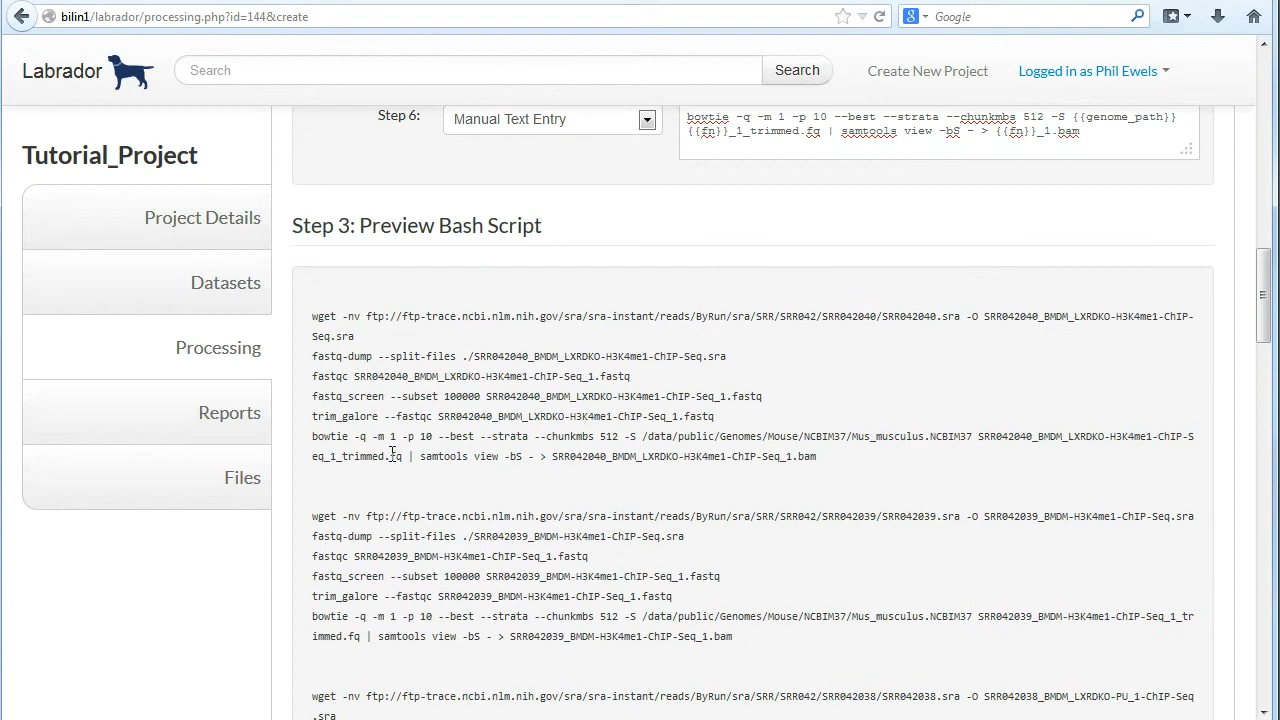 bilin1/labrador/processing.php?id=144&create
Google
Labrador
Search
Search
Create New Project
Logged in as Phil Ewels
Tutorial_Project
Project Details
Datasets
Processing
Reports
Files
Step 6:
Manual Text Entry
bowtie -q -m 1 -p 10 --best --strata --chunkmbs 512 -S {{genome_path}}
{{fn}}_1_trimmed.fq | samtools view -bS - > {{fn}}_1.bam
Step 3: Preview Bash Script
wget -nv ftp://ftp-trace.ncbi.nlm.nih.gov/sra/sra-instant/reads/ByRun/sra/SRR/SRR042/SRR042040/SRR042040.sra -O SRR042040_BMDM_LXRDKO-H3K4me1-ChIP-
Seq.sra
fastq-dump --split-files ./SRR042040_BMDM_LXRDKO-H3K4me1-ChIP-Seq.sra
fastqc SRR042040_BMDM_LXRDKO-H3K4me1-ChIP-Seq_1.fastq
fastq_screen --subset 100000 SRR042040_BMDM_LXRDKO-H3K4me1-ChIP-Seq_1.fastq
trim_galore --fastqc SRR042040_BMDM_LXRDKO-H3K4me1-ChIP-Seq_1.fastq
bowtie -q -m 1 -p 10 --best --strata --chunkmbs 512 -S /data/public/Genomes/Mouse/NCBIM37/Mus_musculus.NCBIM37 SRR042040_BMDM_LXRDKO-H3K4me1-ChIP-S
eq_1_trimmed.fq | samtools view -bS - > SRR042040_BMDM_LXRDKO-H3K4me1-ChIP-Seq_1.bam
wget -nv ftp://ftp-trace.ncbi.nlm.nih.gov/sra/sra-instant/reads/ByRun/sra/SRR/SRR042/SRR042039/SRR042039.sra -O SRR042039_BMDM-H3K4me1-ChIP-Seq.sra
fastq-dump --split-files ./SRR042039_BMDM-H3K4me1-ChIP-Seq.sra
fastqc SRR042039_BMDM-H3K4me1-ChIP-Seq_1.fastq
fastq_screen --subset 100000 SRR042039_BMDM-H3K4me1-ChIP-Seq_1.fastq
trim_galore --fastqc SRR042039_BMDM-H3K4me1-ChIP-Seq_1.fastq
bowtie -q -m 1 -p 10 --best --strata --chunkmbs 512 -S /data/public/Genomes/Mouse/NCBIM37/Mus_musculus.NCBIM37 SRR042039_BMDM-H3K4me1-ChIP-Seq_1_tr
immed.fq | samtools view -bS - > SRR042039_BMDM-H3K4me1-ChIP-Seq_1.bam
wget -nv ftp://ftp-trace.ncbi.nlm.nih.gov/sra/sra-instant/reads/ByRun/sra/SRR/SRR042/SRR042038/SRR042038.sra -O SRR042038_BMDM_LXRDKO-PU_1-ChIP-Seq
.sra